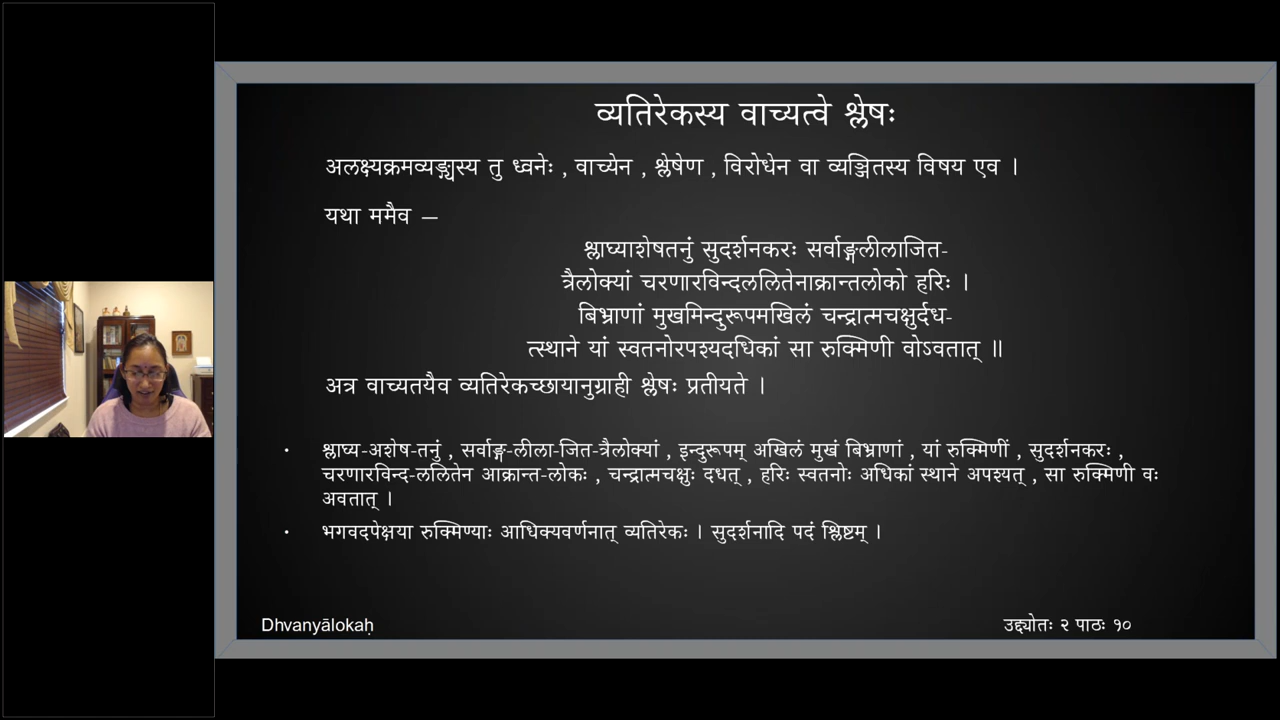 व्यतिरेकस्य वाच्यत्वे श्लेषः
अलक्ष्यक्रमव्यङ्ग्यस्य तु ध्वनेः , वाच्येन , श्लेषेण , विरोधेन वा व्यञ्जितस्य विषय एव ।
यथा ममैव –
श्लाघ्याशेषतनुं सुदर्शनकरः सर्वाङ्गलीलाजित-
त्रैलोक्यां चरणारविन्दललितेनाक्रान्तलोको हरिः ।
बिभ्राणां मुखमिन्दुरूपमखिलं चन्द्रात्मचक्षुर्दध-
त्स्थाने यां स्वतनोरपश्यदधिकां सा रुक्मिणी वोऽवतात् ॥
अत्र वाच्यतयैव व्यतिरेकच्छायानुग्राही श्लेषः प्रतीयते ।
• श्लाघ्य-अशेष-तनुं , सर्वाङ्ग-लीला-जित-त्रैलोक्यां , इन्दुरूपम् अखिलं मुखं बिभ्राणां , यां रुक्मिणीं , सुदर्शनकरः ,
चरणारविन्द-ललितेन आक्रान्त-लोकः , चन्द्रात्मचक्षुः दधत् , हरिः स्वतनोः अधिकां स्थाने अपश्यत् , सा रुक्मिणी वः
अवतात् ।
• भगवदपेक्षया रुक्मिण्याः आधिक्यवर्णनात् व्यतिरेकः । सुदर्शनादि पदं श्लिष्टम् ।
Dhvanyālokaḥ
उद्द्योतः २ पाठः १०